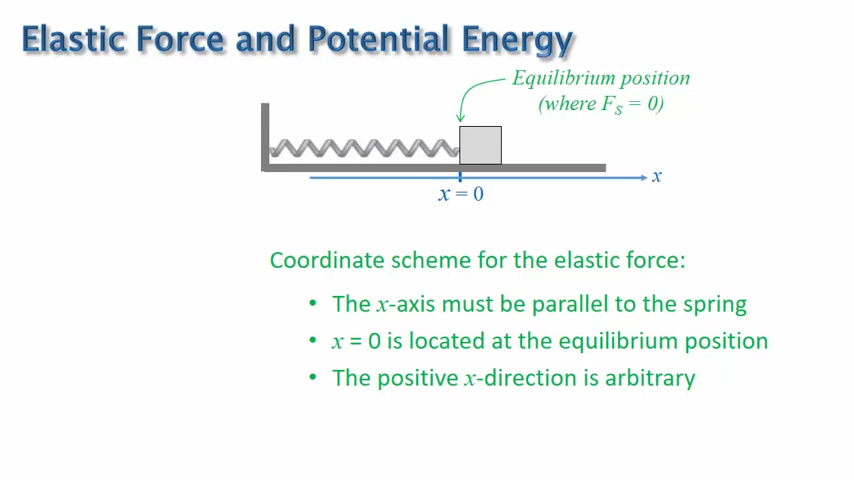 Elastic Force and Potential Energy
Equilibrium position
(where F_S = 0)
x
x = 0
Coordinate scheme for the elastic force:
• The x-axis must be parallel to the spring
• x = 0 is located at the equilibrium position
• The positive x-direction is arbitrary